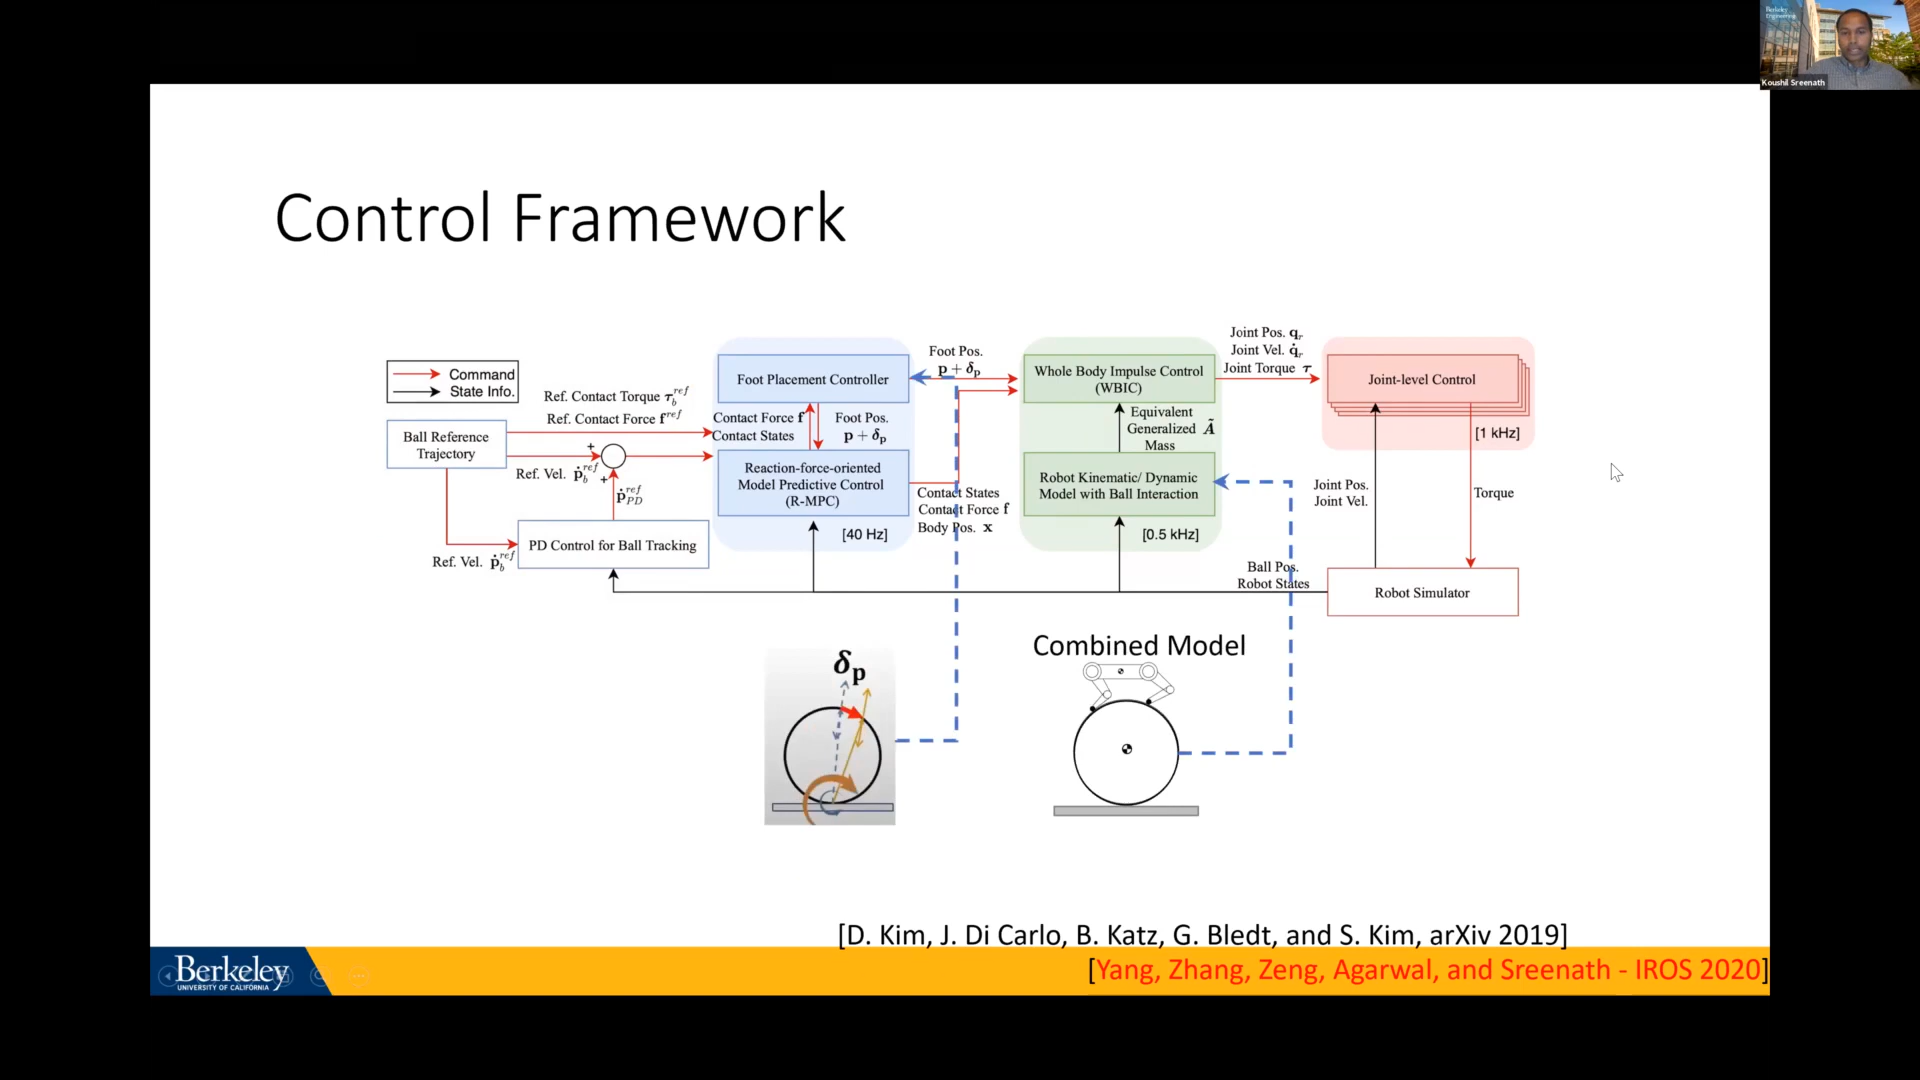 Berkeley
Engineering
Koushil Sreenath
Control Framework
Command
State Info.
Ball Reference
Trajectory
Ref. Contact Torque τ_b^ref
Ref. Contact Force f^ref
Ref. Vel. ṗ_b^ref
+
+
ṗ_PD^ref
Ref. Vel. ṗ_b^ref
PD Control for Ball Tracking
Foot Placement Controller
Contact Force f
Contact States
Foot Pos.
p + δ_p
Reaction-force-oriented
Model Predictive Control
(R-MPC)
[40 Hz]
Foot Pos.
p + δ_p
Contact States
Contact Force f
Body Pos. x
Whole Body Impulse Control
(WBIC)
Equivalent
Generalized Ã
Mass
Robot Kinematic/ Dynamic
Model with Ball Interaction
[0.5 kHz]
Joint Pos. q_r
Joint Vel. q̇_r
Joint Torque τ
Joint-level Control
[1 kHz]
Joint Pos.
Joint Vel.
Torque
Ball Pos.
Robot States
Robot Simulator
δ_p
Combined Model
[D. Kim, J. Di Carlo, B. Katz, G. Bledt, and S. Kim, arXiv 2019]
[Yang, Zhang, Zeng, Agarwal, and Sreenath - IROS 2020]
Berkeley
UNIVERSITY OF CALIFORNIA